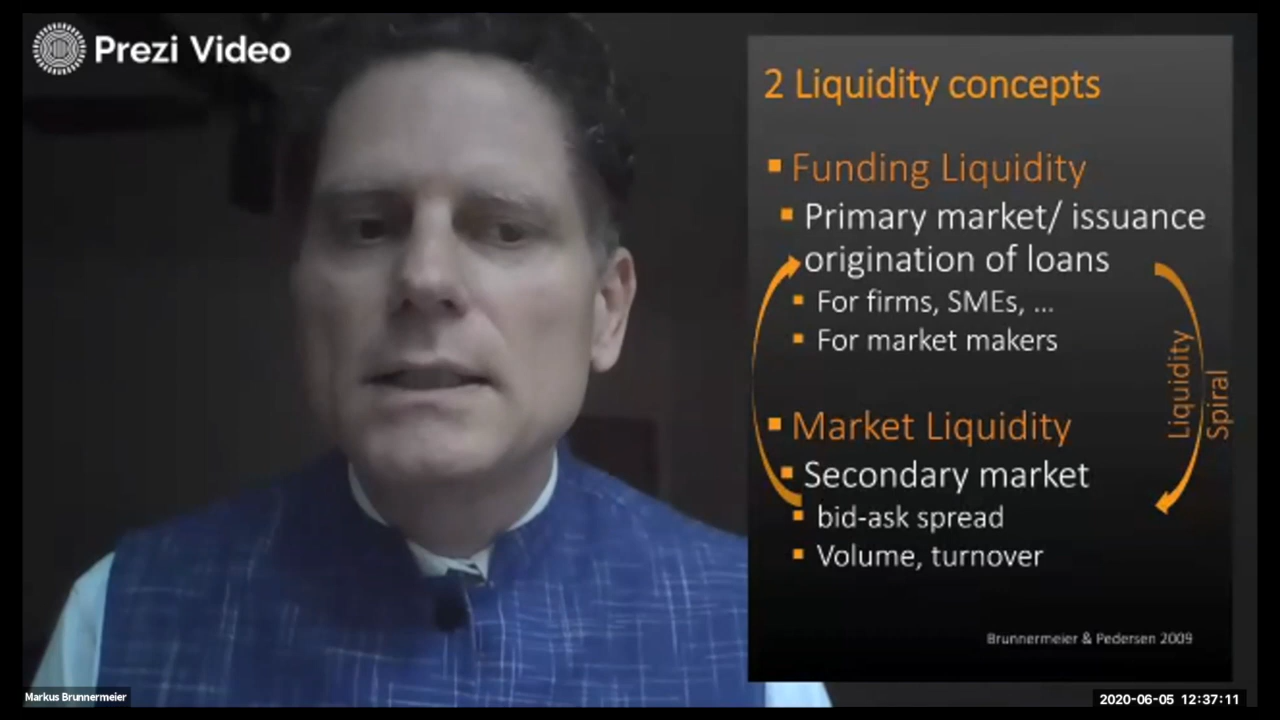 Prezi Video
2 Liquidity concepts
Funding Liquidity
Primary market/ issuance
origination of loans
For firms, SMEs, ...
For market makers
Liquidity
Spiral
Market Liquidity
Secondary market
bid-ask spread
Volume, turnover
Brunnermeier & Pedersen 2009
Markus Brunnermeier
2020-06-05 12:37:11